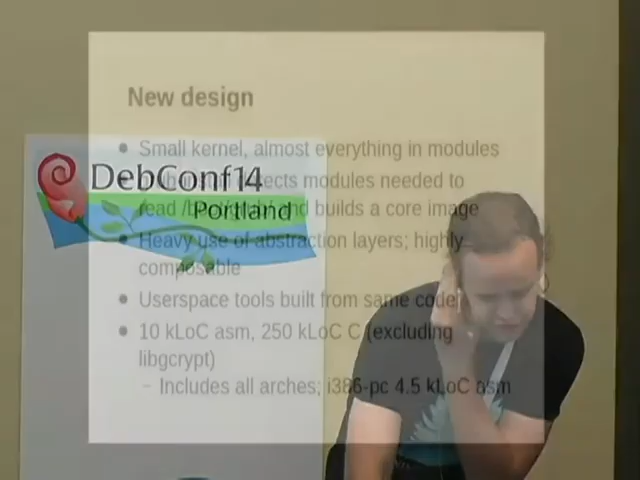 New design
Small kernel, almost everything in modules
DebConf14
ects modules needed to
read /b
Portland
nd builds a core image
Heavy use of abstraction layers; highly
composable
Userspace tools built from same code
10 kLoC asm, 250 kLoC C (excluding
libgcrypt)
– Includes all arches; i386-pc 4.5 kLoC asm